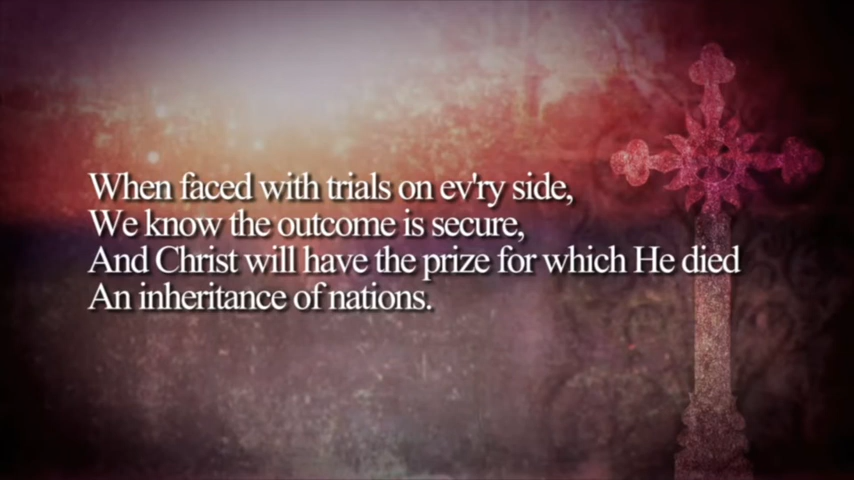 When faced with trials on ev'ry side,
We know the outcome is secure,
And Christ will have the prize for which He died
An inheritance of nations.